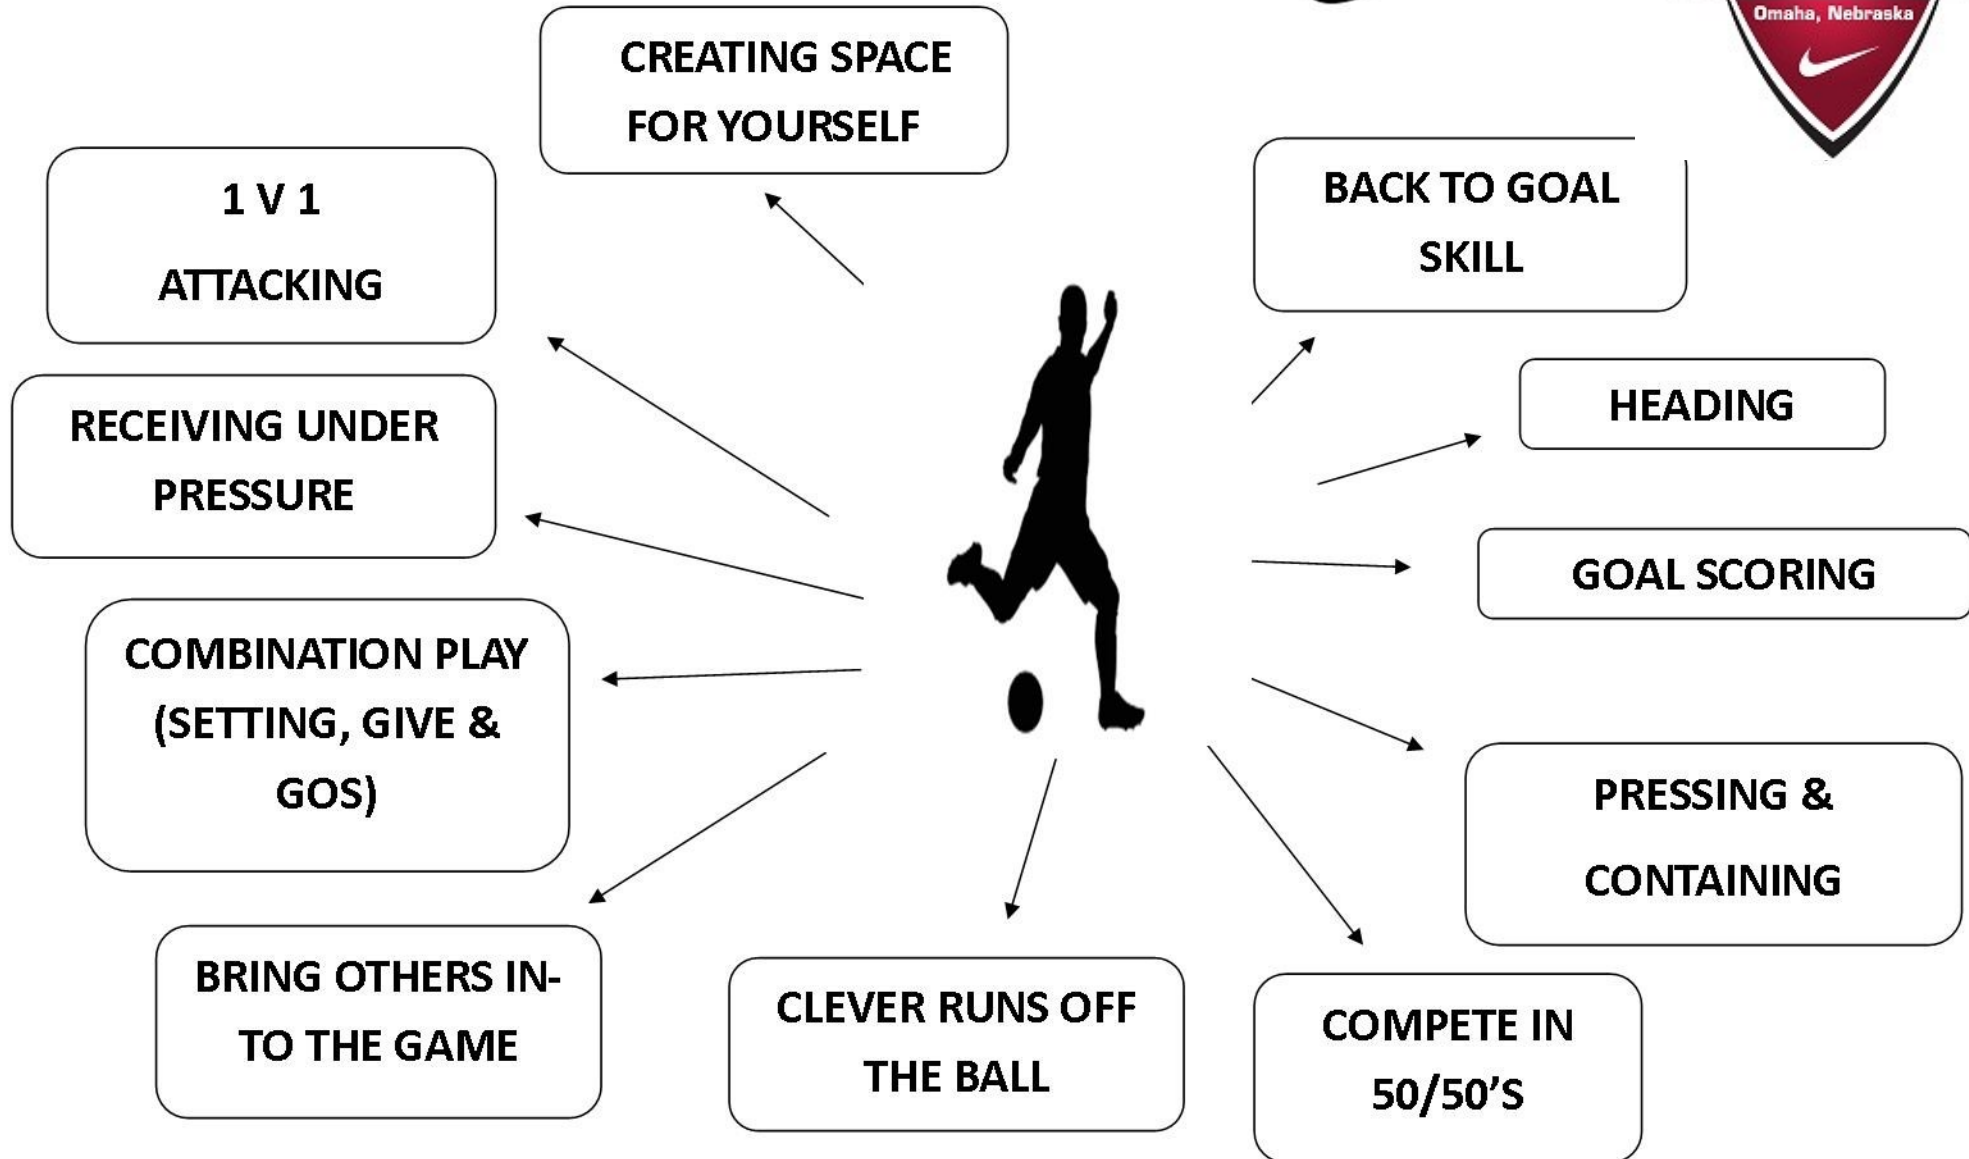 Omaha, Nebraska
CREATING SPACE
FOR YOURSELF
1 V 1
ATTACKING
BACK TO GOAL
SKILL
RECEIVING UNDER
PRESSURE
HEADING
GOAL SCORING
COMBINATION PLAY
(SETTING, GIVE &
GOS)
PRESSING &
CONTAINING
BRING OTHERS IN-
TO THE GAME
CLEVER RUNS OFF
THE BALL
COMPETE IN
50/50’S